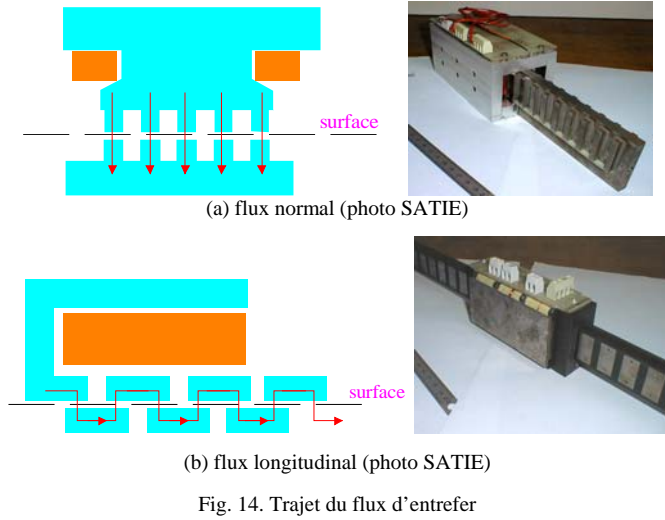 surface
(a) flux normal (photo SATIE)
surface
(b) flux longitudinal (photo SATIE)
Fig. 14. Trajet du flux d'entrefer